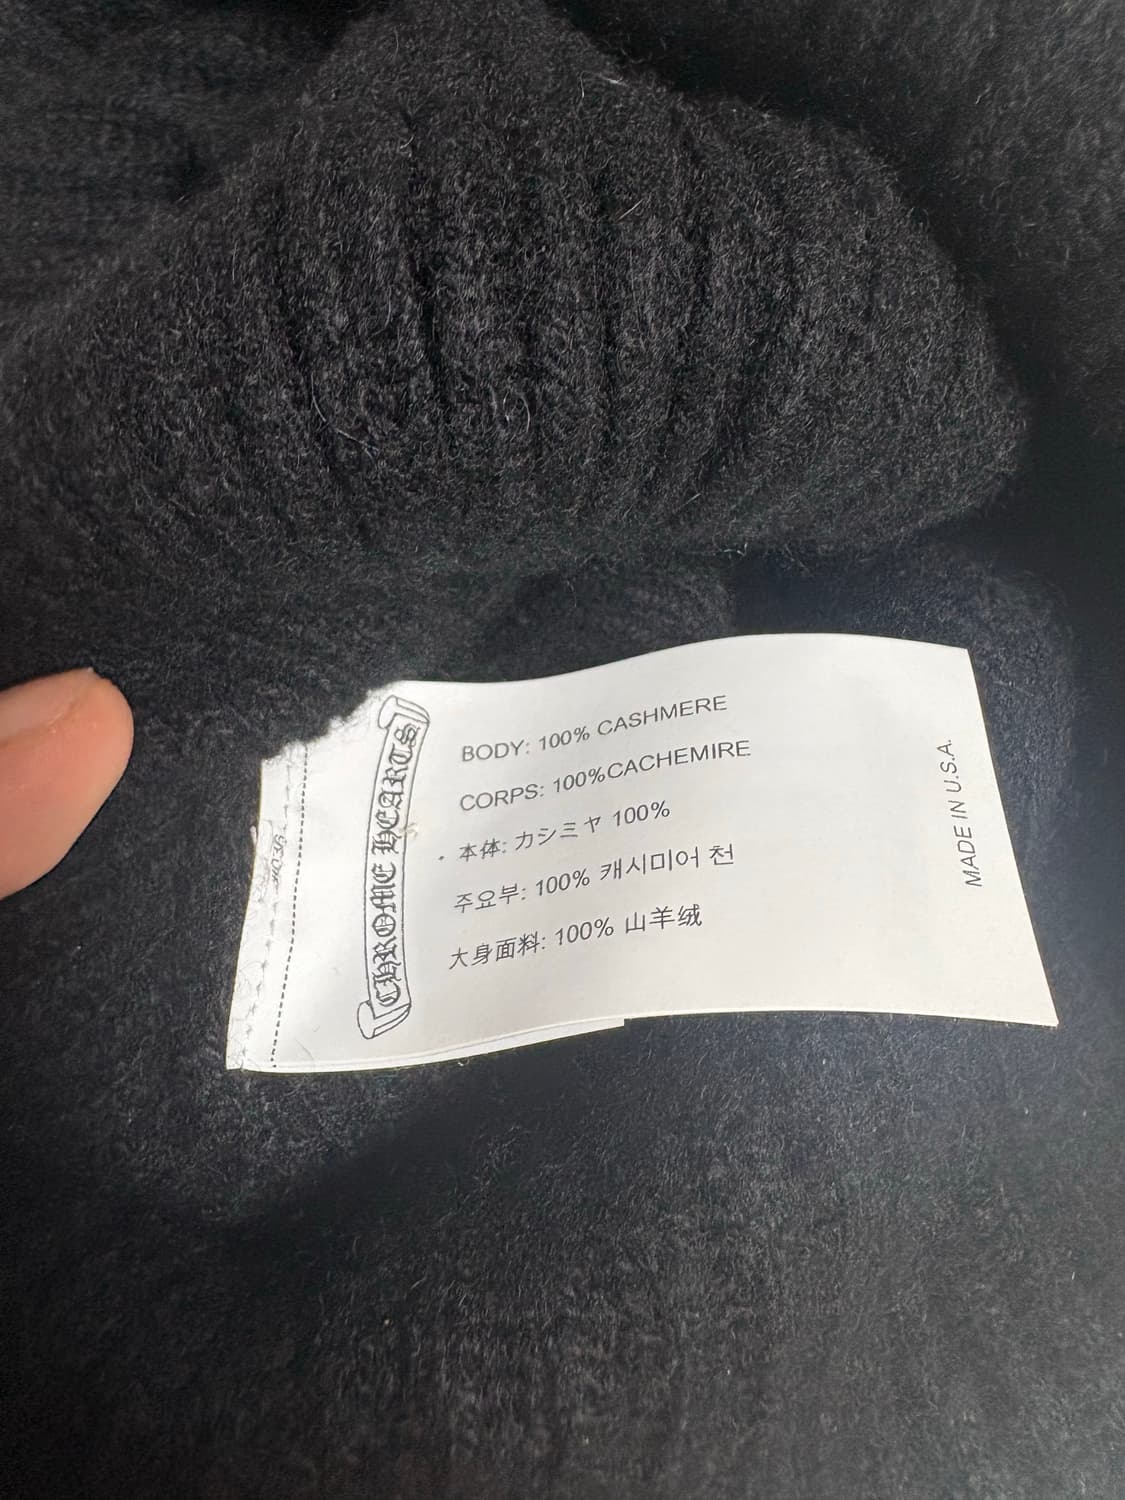 CHROME HEARTS
BODY: 100% CASHMERE
CORPS: 100%CACHEMIRE
本体: カシミヤ 100%
주요부: 100% 캐시미어 천
大身面料: 100% 山羊绒
MADE IN U.S.A.